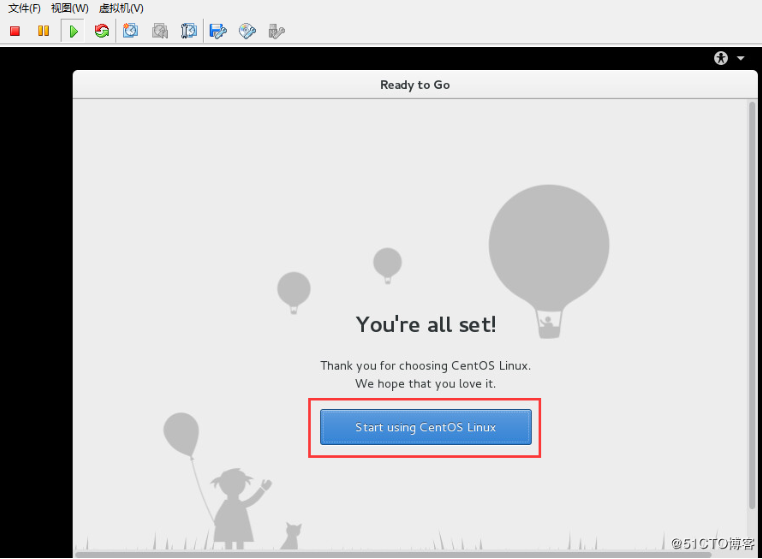 文件(F) 视图(W) 虚拟机(V)
Ready to Go
You're all set!
Thank you for choosing CentOS Linux.
We hope that you love it.
Start using CentOS Linux
@51CTO博客